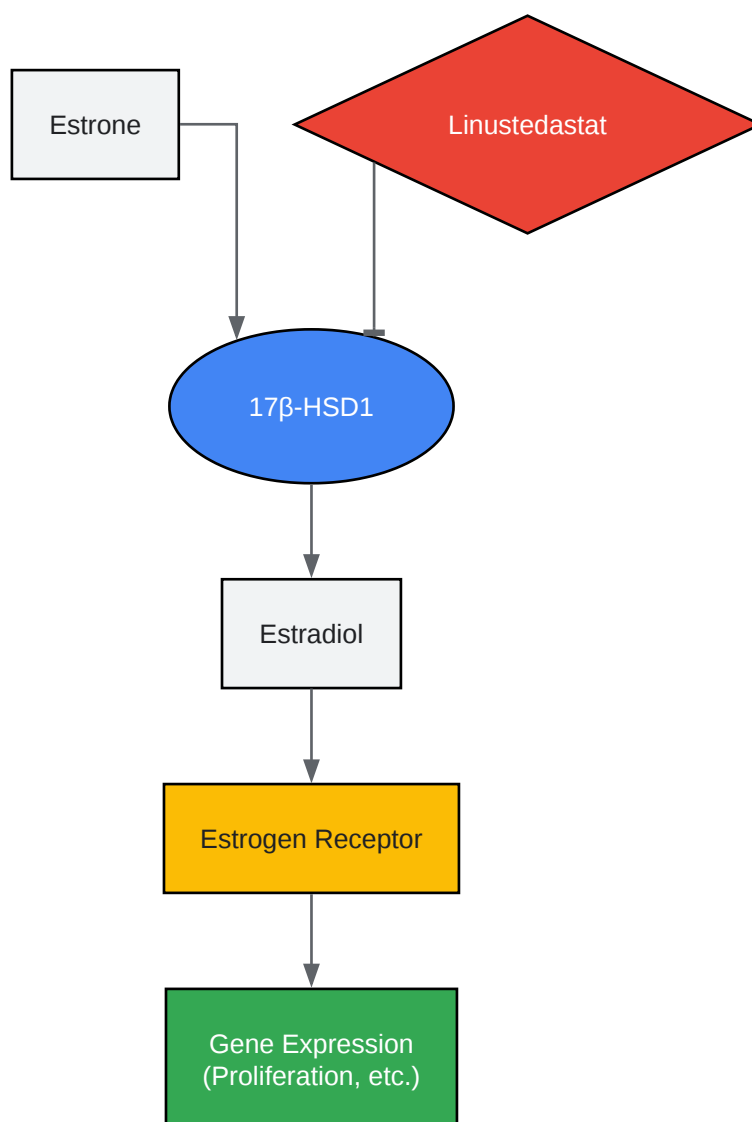 Estrone
Linustedastat
17β-HSD1
Estradiol
Estrogen Receptor
Gene Expression
(Proliferation, etc.)